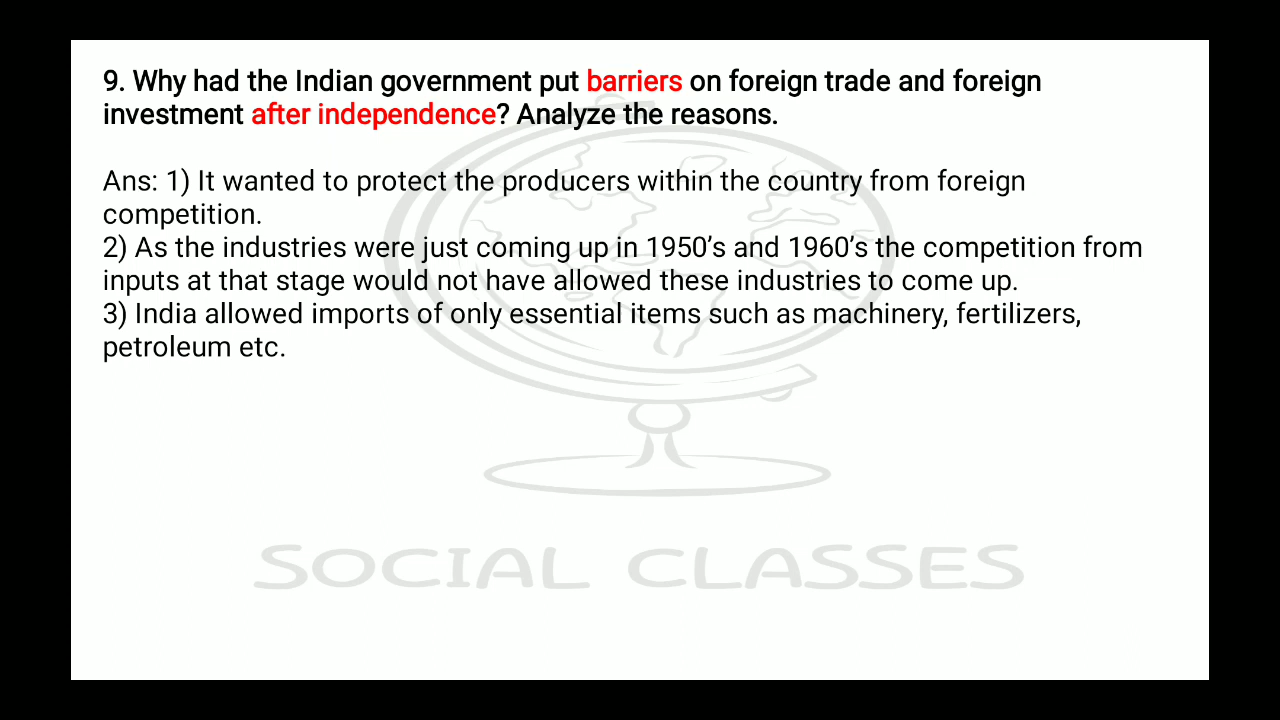 9. Why had the Indian government put barriers on foreign trade and foreign
investment after independence? Analyze the reasons.
Ans: 1) It wanted to protect the producers within the country from foreign
competition.
2) As the industries were just coming up in 1950’s and 1960’s the competition from
inputs at that stage would not have allowed these industries to come up.
3) India allowed imports of only essential items such as machinery, fertilizers,
petroleum etc.
SOCIAL CLASSES